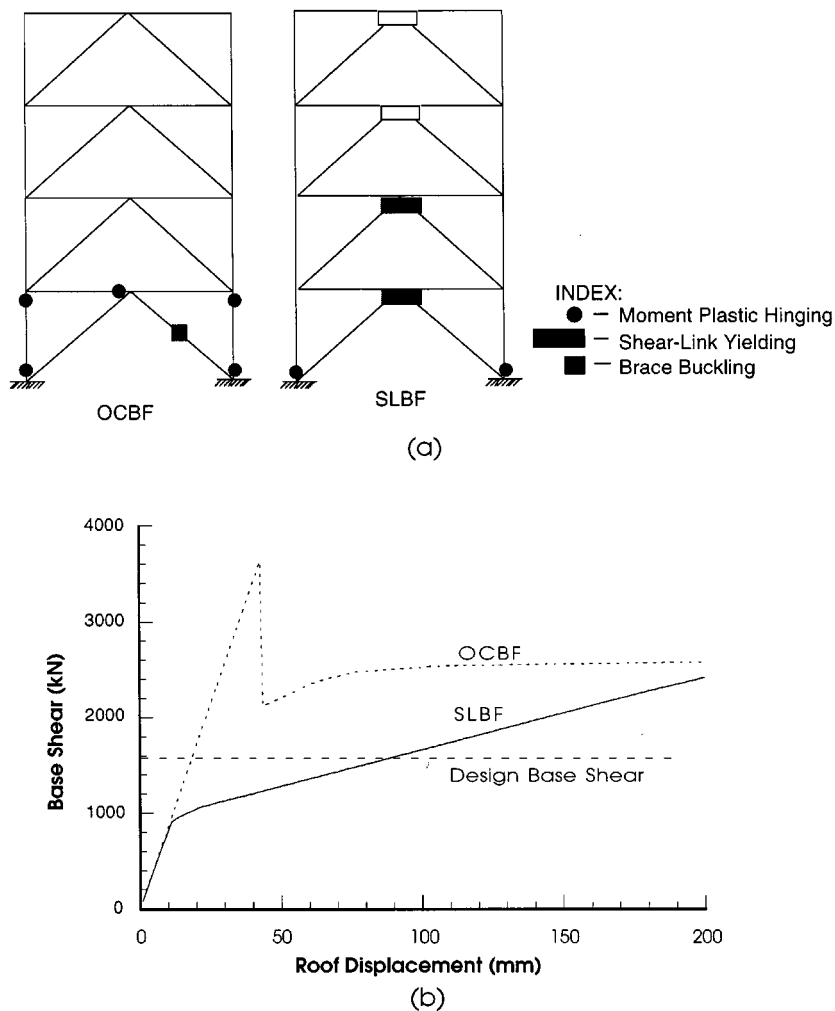 INDEX:
— Moment Plastic Hinging
— Shear-Link Yielding
— Brace Buckling
OCBF
SLBF
(a)
4000
3000
2000
1000
0
Base Shear (kN)
OCBF
SLBF
Design Base Shear
0
50
100
150
200
Roof Displacement (mm)
(b)